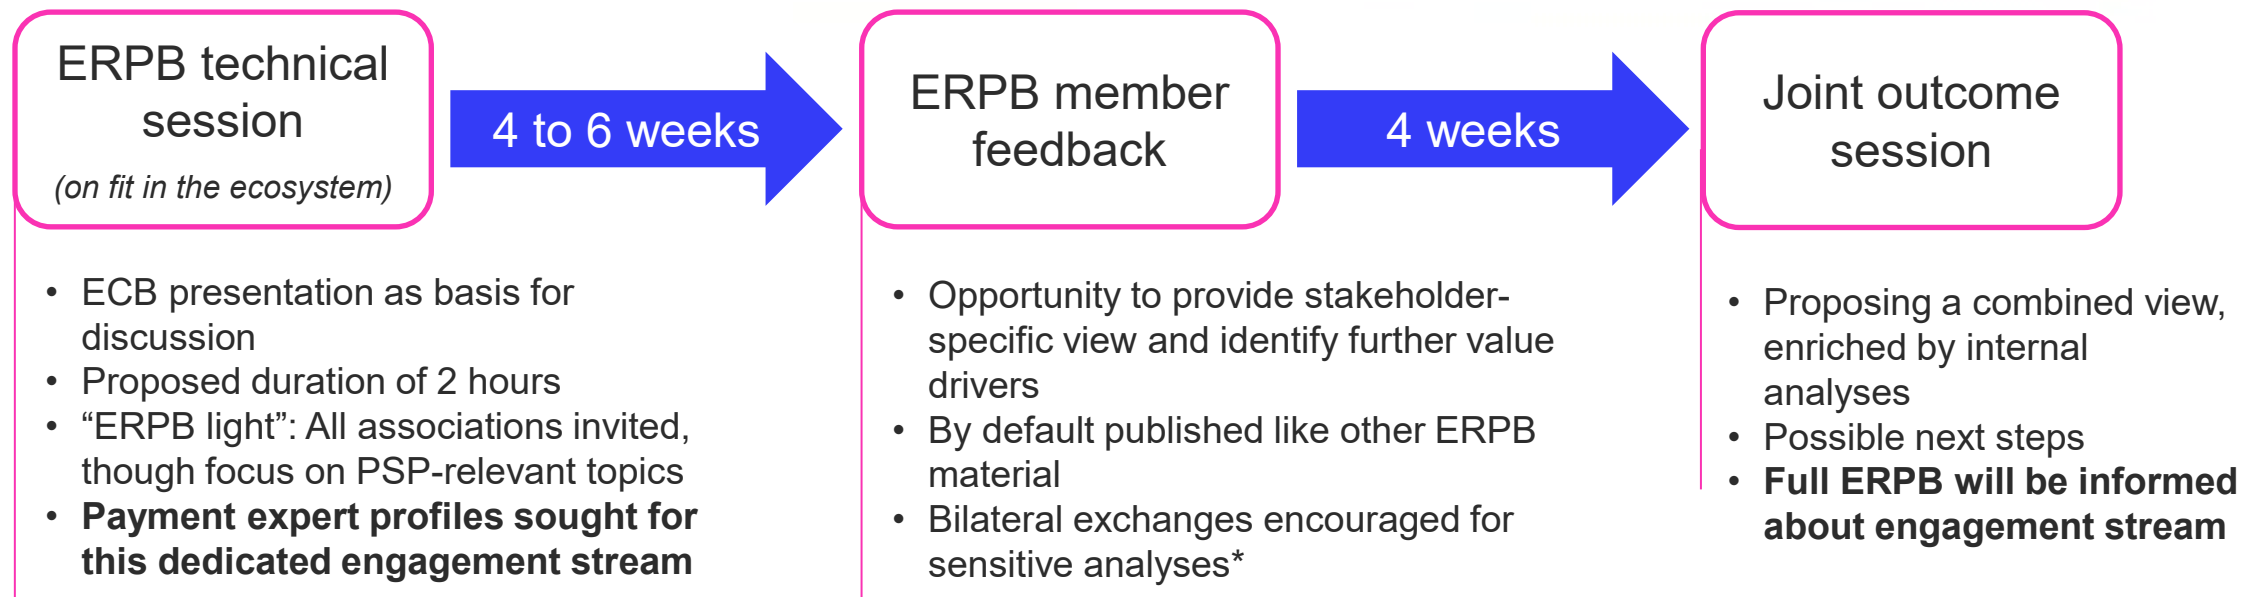 ERPB technical
session
(on fit in the ecosystem)
4 to 6 weeks
ERPB member
feedback
4 weeks
Joint outcome
session
• ECB presentation as basis for
discussion
• Proposed duration of 2 hours
• “ERPB light”: All associations invited,
though focus on PSP-relevant topics
• Payment expert profiles sought for
this dedicated engagement stream
• Opportunity to provide stakeholder-
specific view and identify further value
drivers
• By default published like other ERPB
material
• Bilateral exchanges encouraged for
sensitive analyses*
• Proposing a combined view,
enriched by internal
analyses
• Possible next steps
• Full ERPB will be informed
about engagement stream